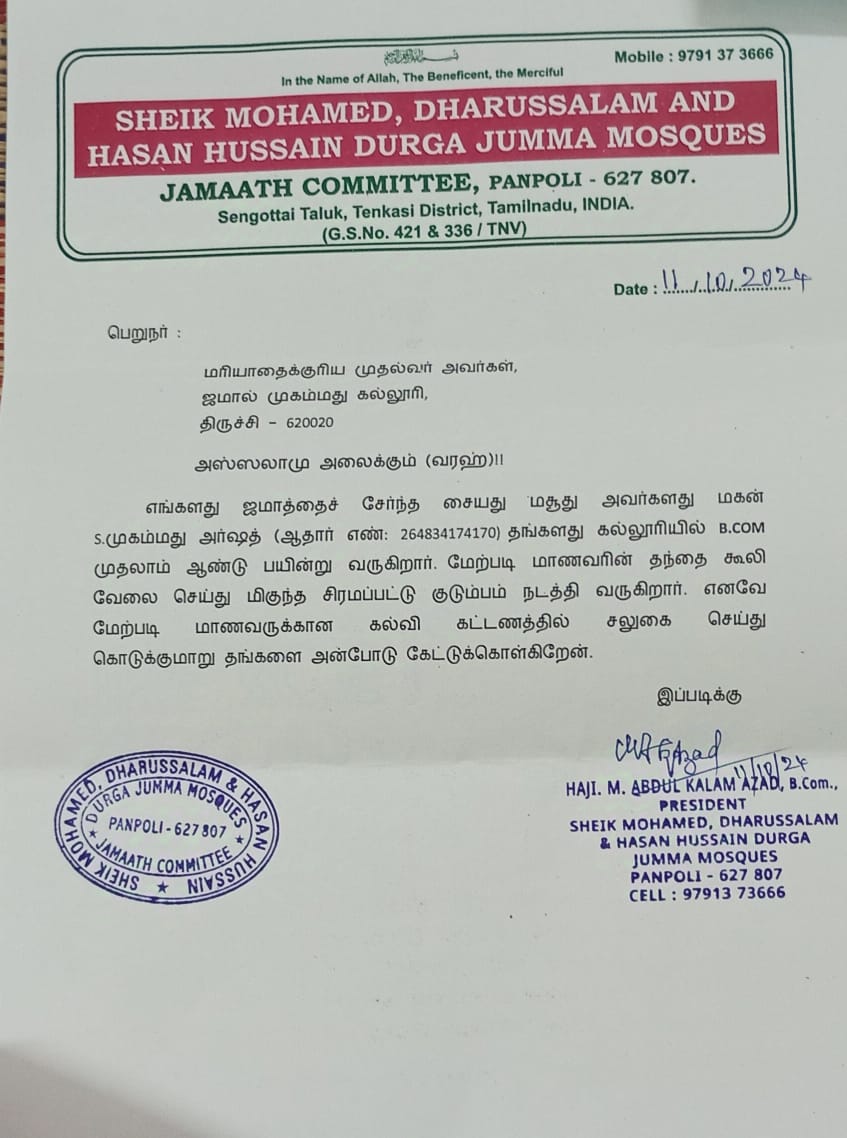 Mobile : 9791 37 3666
In the Name of Allah, The Beneficent, the Merciful
SHEIK MOHAMED, DHARUSSALAM AND
HASAN HUSSAIN DURGA JUMMA MOSQUES
JAMAATH COMMITTEE, PANPOLI - 627 807.
Sengottai Taluk, Tenkasi District, Tamilnadu, INDIA.
(G.S.No. 421 & 336 / TNV)
Date : 11/10/2024
பெறுநர் :
மரியாதைக்குரிய முதல்வர் அவர்கள்,
ஜமால் முகம்மது கல்லூரி,
திருச்சி – 620020
அஸ்ஸலாமு அலைக்கும் (வரஹ்)!!
எங்களது ஜமாத்தைச் சேர்ந்த சையது மசூது அவர்களது மகன்
S.முகம்மது அர்ஷத் (ஆதார் எண்: 264834174170) தங்களது கல்லூரியில் B.COM
முதலாம் ஆண்டு பயின்று வருகிறார். மேற்படி மாணவரின் தந்தை கூலி
வேலை செய்து மிகுந்த சிரமப்பட்டு குடும்பம் நடத்தி வருகிறார். எனவே
மேற்படி மாணவருக்கான கல்வி கட்டணத்தில் சலுகை செய்து
கொடுக்குமாறு தங்களை அன்போடு கேட்டுக்கொள்கிறேன்.
இப்படிக்கு
11/10/24
HAJI. M. ABDUL KALAM AZAD, B.Com.,
PRESIDENT
SHEIK MOHAMED, DHARUSSALAM
& HASAN HUSSAIN DURGA
JUMMA MOSQUES
PANPOLI - 627 807
CELL : 97913 73666
SHEIK MOHAMED, DHARUSSALAM & HASAN HUSSAIN
DURGA JUMMA MOSQUES
PANPOLI - 627 807
JAMAATH COMMITTEE